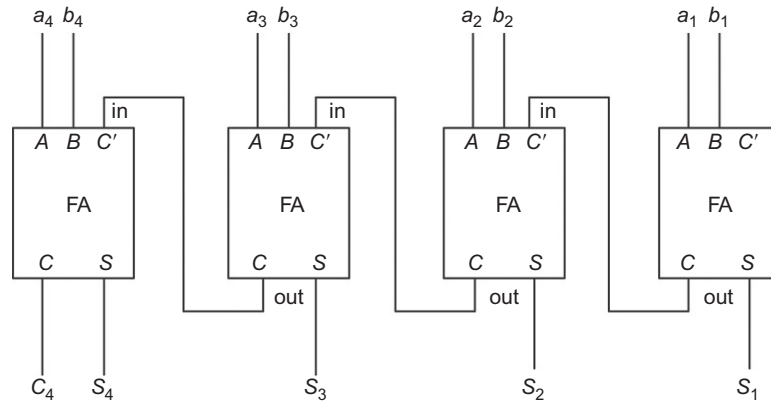 a₄ b₄ a₃ b₃ a₂ b₂ a₁ b₁
in in in
A B C′ A B C′ A B C′ A B C′
FA FA FA FA
C S C S C S C S
out out out
C₄ S₄ S₃ S₂ S₁